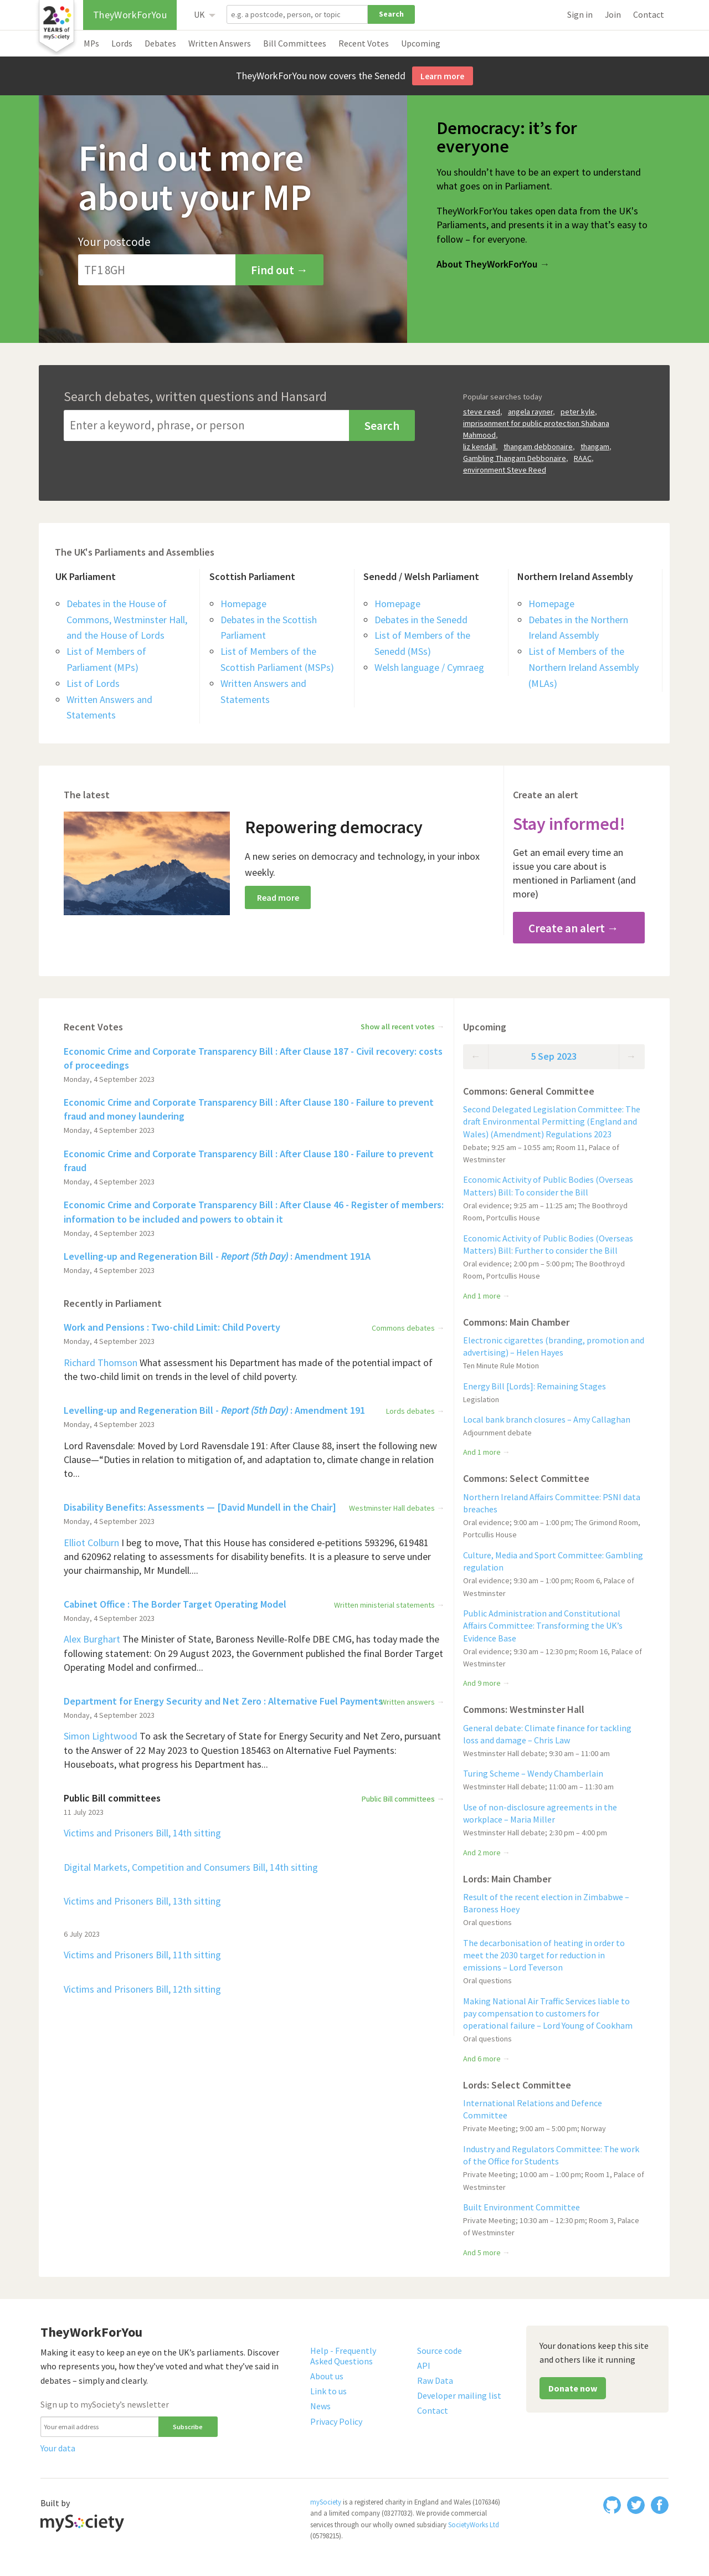 20
YEARS of
mySociety
TheyWorkForYou
UK
e.g. a postcode, person, or topic
Search
Sign in
Join
Contact
MPs
Lords
Debates
Written Answers
Bill Committees
Recent Votes
Upcoming
TheyWorkForYou now covers the Senedd
Learn more
Find out more
about your MP
Your postcode
TF1 8GH
Find out →
Democracy: it’s for
everyone
You shouldn’t have to be an expert to understand
what goes on in Parliament.
TheyWorkForYou takes open data from the UK’s
Parliaments, and presents it in a way that’s easy to
follow – for everyone.
About TheyWorkForYou →
Search debates, written questions and Hansard
Enter a keyword, phrase, or person
Search
Popular searches today
steve reed, angela rayner, peter kyle,
imprisonment for public protection Shabana
Mahmood,
liz kendall, thangam debbonaire, thangam,
Gambling Thangam Debbonaire, RAAC,
environment Steve Reed
The UK's Parliaments and Assemblies
UK Parliament
Debates in the House of
Commons, Westminster Hall,
and the House of Lords
List of Members of
Parliament (MPs)
List of Lords
Written Answers and
Statements
Scottish Parliament
Homepage
Debates in the Scottish
Parliament
List of Members of the
Scottish Parliament (MSPs)
Written Answers and
Statements
Senedd / Welsh Parliament
Homepage
Debates in the Senedd
List of Members of the
Senedd (MSs)
Welsh language / Cymraeg
Northern Ireland Assembly
Homepage
Debates in the Northern
Ireland Assembly
List of Members of the
Northern Ireland Assembly
(MLAs)
The latest
Repowering democracy
A new series on democracy and technology, in your inbox
weekly.
Read more
Create an alert
Stay informed!
Get an email every time an
issue you care about is
mentioned in Parliament (and
more)
Create an alert →
Recent Votes
Show all recent votes →
Economic Crime and Corporate Transparency Bill : After Clause 187 - Civil recovery: costs
of proceedings
Monday, 4 September 2023
Economic Crime and Corporate Transparency Bill : After Clause 180 - Failure to prevent
fraud and money laundering
Monday, 4 September 2023
Economic Crime and Corporate Transparency Bill : After Clause 180 - Failure to prevent
fraud
Monday, 4 September 2023
Economic Crime and Corporate Transparency Bill : After Clause 46 - Register of members:
information to be included and powers to obtain it
Monday, 4 September 2023
Levelling-up and Regeneration Bill - Report (5th Day) : Amendment 191A
Monday, 4 September 2023
Recently in Parliament
Work and Pensions : Two-child Limit: Child Poverty
Commons debates →
Monday, 4 September 2023
Richard Thomson What assessment his Department has made of the potential impact of
the two-child limit on trends in the level of child poverty.
Levelling-up and Regeneration Bill - Report (5th Day) : Amendment 191
Lords debates →
Monday, 4 September 2023
Lord Ravensdale: Moved by Lord Ravensdale 191: After Clause 88, insert the following new
Clause—“Duties in relation to mitigation of, and adaptation to, climate change in relation
to...
Disability Benefits: Assessments — [David Mundell in the Chair]
Westminster Hall debates →
Monday, 4 September 2023
Elliot Colburn I beg to move, That this House has considered e-petitions 593296, 619481
and 620962 relating to assessments for disability benefits. It is a pleasure to serve under
your chairmanship, Mr Mundell....
Cabinet Office : The Border Target Operating Model
Written ministerial statements →
Monday, 4 September 2023
Alex Burghart The Minister of State, Baroness Neville-Rolfe DBE CMG, has today made the
following statement: On 29 August 2023, the Government published the final Border Target
Operating Model and confirmed...
Department for Energy Security and Net Zero : Alternative Fuel Payments
Written answers →
Monday, 4 September 2023
Simon Lightwood To ask the Secretary of State for Energy Security and Net Zero, pursuant
to the Answer of 22 May 2023 to Question 185463 on Alternative Fuel Payments:
Houseboats, what progress his Department has...
Public Bill committees
Public Bill committees →
11 July 2023
Victims and Prisoners Bill, 14th sitting
Digital Markets, Competition and Consumers Bill, 14th sitting
Victims and Prisoners Bill, 13th sitting
6 July 2023
Victims and Prisoners Bill, 11th sitting
Victims and Prisoners Bill, 12th sitting
Upcoming
← 5 Sep 2023 →
Commons: General Committee
Second Delegated Legislation Committee: The
draft Environmental Permitting (England and
Wales) (Amendment) Regulations 2023
Debate; 9:25 am – 10:55 am; Room 11, Palace of
Westminster
Economic Activity of Public Bodies (Overseas
Matters) Bill: To consider the Bill
Oral evidence; 9:25 am – 11:25 am; The Boothroyd
Room, Portcullis House
Economic Activity of Public Bodies (Overseas
Matters) Bill: Further to consider the Bill
Oral evidence; 2:00 pm – 5:00 pm; The Boothroyd
Room, Portcullis House
And 1 more →
Commons: Main Chamber
Electronic cigarettes (branding, promotion and
advertising) – Helen Hayes
Ten Minute Rule Motion
Energy Bill [Lords]: Remaining Stages
Legislation
Local bank branch closures – Amy Callaghan
Adjournment debate
And 1 more →
Commons: Select Committee
Northern Ireland Affairs Committee: PSNI data
breaches
Oral evidence; 9:00 am – 1:00 pm; The Grimond Room,
Portcullis House
Culture, Media and Sport Committee: Gambling
regulation
Oral evidence; 9:30 am – 1:00 pm; Room 6, Palace of
Westminster
Public Administration and Constitutional
Affairs Committee: Transforming the UK’s
Evidence Base
Oral evidence; 9:30 am – 12:30 pm; Room 16, Palace of
Westminster
And 9 more →
Commons: Westminster Hall
General debate: Climate finance for tackling
loss and damage – Chris Law
Westminster Hall debate; 9:30 am – 11:00 am
Turing Scheme – Wendy Chamberlain
Westminster Hall debate; 11:00 am – 11:30 am
Use of non-disclosure agreements in the
workplace – Maria Miller
Westminster Hall debate; 2:30 pm – 4:00 pm
And 2 more →
Lords: Main Chamber
Result of the recent election in Zimbabwe –
Baroness Hoey
Oral questions
The decarbonisation of heating in order to
meet the 2030 target for reduction in
emissions – Lord Teverson
Oral questions
Making National Air Traffic Services liable to
pay compensation to customers for
operational failure – Lord Young of Cookham
Oral questions
And 6 more →
Lords: Select Committee
International Relations and Defence
Committee
Private Meeting; 9:00 am – 5:00 pm; Norway
Industry and Regulators Committee: The work
of the Office for Students
Private Meeting; 10:00 am – 1:00 pm; Room 1, Palace of
Westminster
Built Environment Committee
Private Meeting; 10:30 am – 12:30 pm; Room 3, Palace
of Westminster
And 5 more →
TheyWorkForYou
Making it easy to keep an eye on the UK’s parliaments. Discover
who represents you, how they’ve voted and what they’ve said in
debates – simply and clearly.
Sign up to mySociety’s newsletter
Your email address
Subscribe
Your data
Help - Frequently
Asked Questions
About us
Link to us
News
Privacy Policy
Source code
API
Raw Data
Developer mailing list
Contact
Your donations keep this site
and others like it running
Donate now
Built by
mySociety
mySociety is a registered charity in England and Wales (1076346)
and a limited company (03277032). We provide commercial
services through our wholly owned subsidiary SocietyWorks Ltd
(05798215).